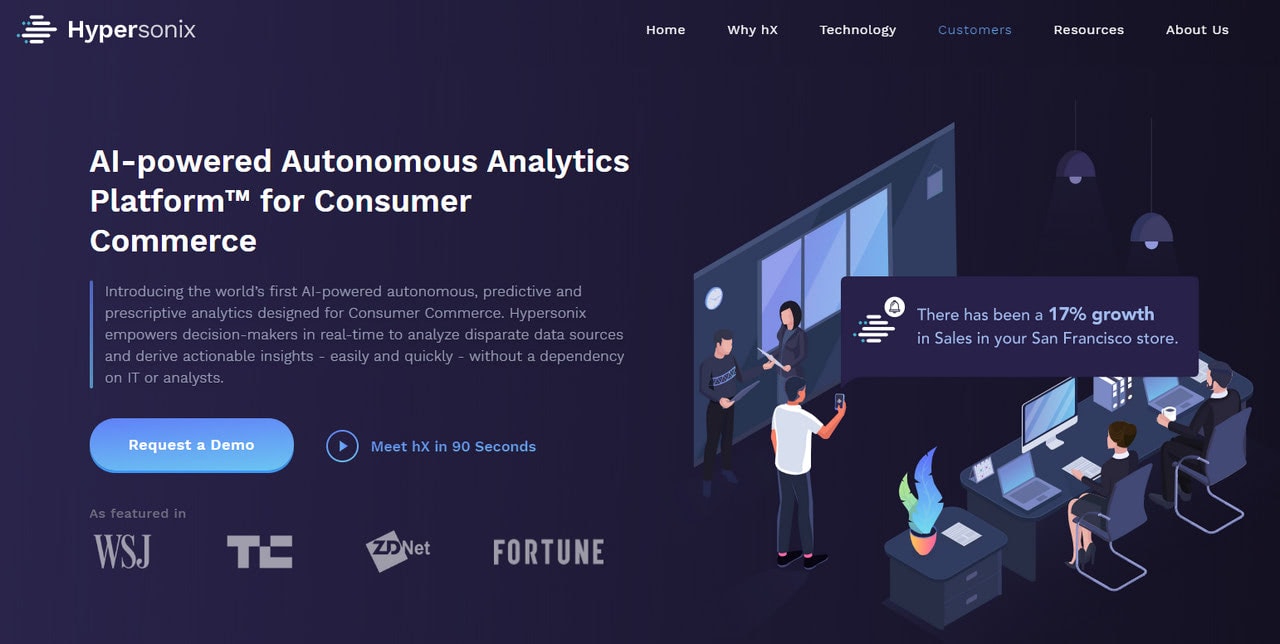 Hypersonix
Home Why hX Technology Customers Resources About Us
AI-powered Autonomous Analytics
Platform™ for Consumer
Commerce
Introducing the world’s first AI-powered autonomous, predictive and
prescriptive analytics designed for Consumer Commerce. Hypersonix
empowers decision-makers in real-time to analyze disparate data sources
and derive actionable insights - easily and quickly - without a dependency
on IT or analysts.
Request a Demo
Meet hX in 90 Seconds
As featured in
WSJ
TC
ZDNet
FORTUNE
There has been a 17% growth
in Sales in your San Francisco store.